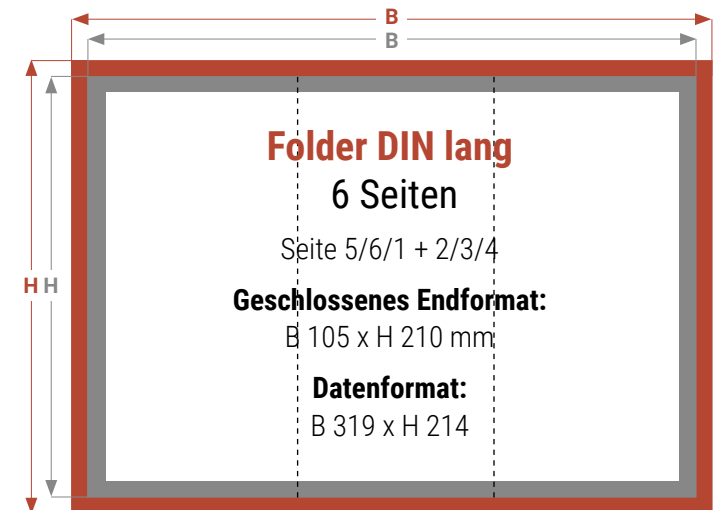 B
B
H H
Folder DIN lang
6 Seiten
Seite 5/6/1 + 2/3/4
Geschlossenes Endformat:
B 105 x H 210 mm
Datenformat:
B 319 x H 214